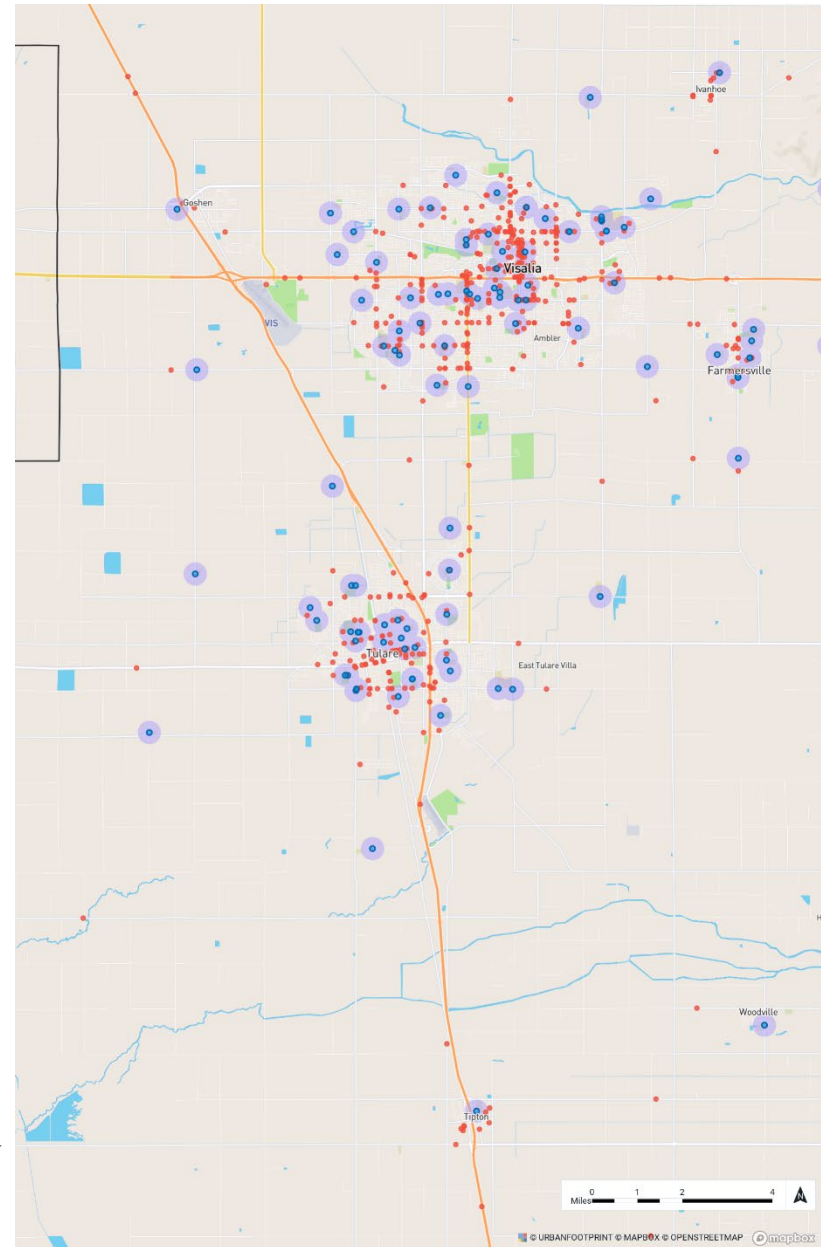 Ivanhoe
Goshen
Visalia
VIS
Ambler
Farmersville
Tulare
East Tulare Villa
H
Woodville
Tipton
0 1 2 4
Miles
© URBANFOOTPRINT © MAPBOX © OPENSTREETMAP mapbox